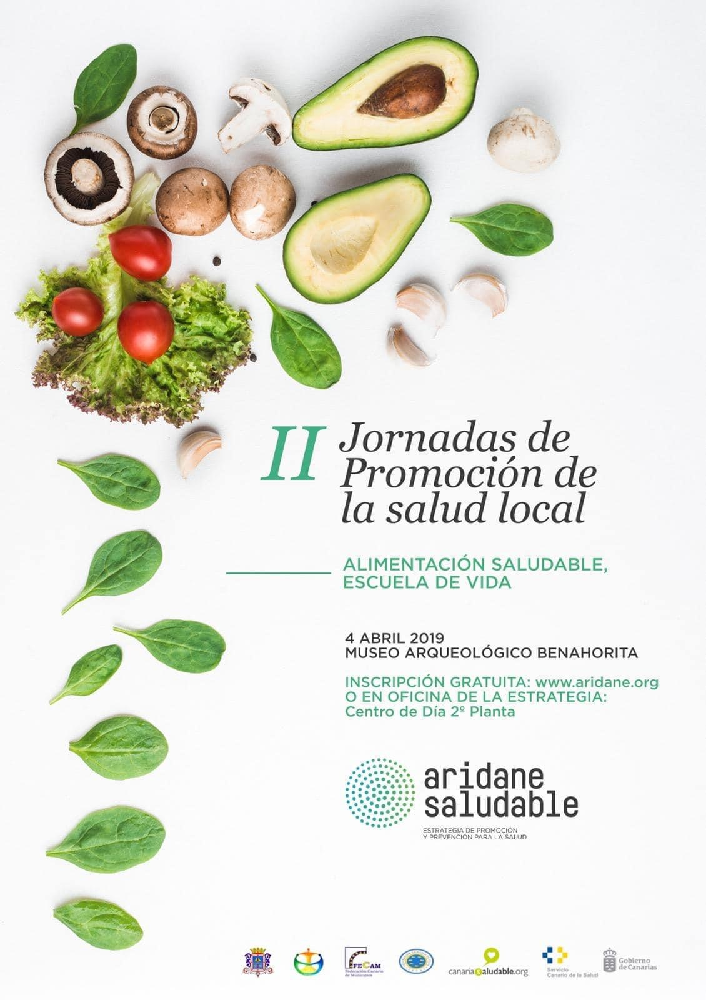 II Jornadas de
Promoción de
la salud local
ALIMENTACIÓN SALUDABLE,
ESCUELA DE VIDA
4 ABRIL 2019
MUSEO ARQUEOLÓGICO BENAHORITA
INSCRIPCIÓN GRATUITA: www.aridane.org
O EN OFICINA DE LA ESTRATEGIA:
Centro de Día 2º Planta
aridane
saludable
ESTRATEGIA DE PROMOCIÓN
Y PREVENCIÓN PARA LA SALUD
FECAM
Federación Canaria
de Municipios
canariasaludable.org
Servicio
Canario de la Salud
Gobierno
de Canarias